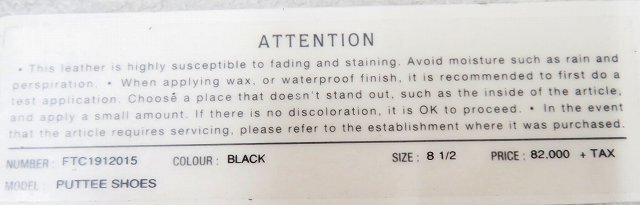 ATTENTION
• This leather is highly susceptible to fading and staining. Avoid moisture such as rain and
perspiration. • When applying wax, or waterproof finish, it is recommended to first do a
test application. Choose a place that doesn't stand out, such as the inside of the article,
and apply a small amount. If there is no discoloration, it is OK to proceed. • In the event
that the article requires servicing, please refer to the establishment where it was purchased.
NUMBER: FTC1912015 COLOUR: BLACK SIZE: 8 1/2 PRICE: 82,000 + TAX
MODEL: PUTTEE SHOES